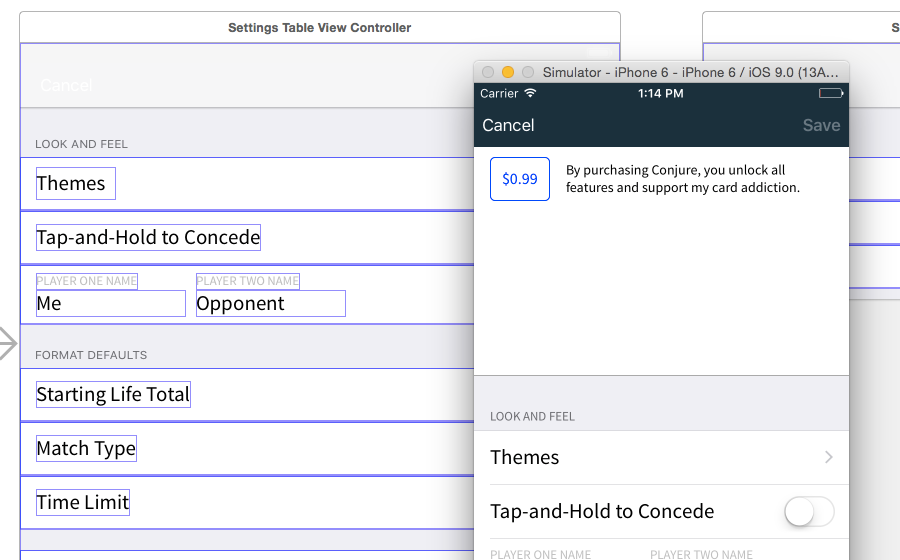 Settings Table View Controller
S
Cancel
LOOK AND FEEL
Themes
Tap-and-Hold to Concede
PLAYER ONE NAME PLAYER TWO NAME
Me Opponent
FORMAT DEFAULTS
Starting Life Total
Match Type
Time Limit
Simulator - iPhone 6 - iPhone 6 / iOS 9.0 (13A...
Carrier 1:14 PM
Cancel Save
$0.99
By purchasing Conjure, you unlock all
features and support my card addiction.
LOOK AND FEEL
Themes
Tap-and-Hold to Concede
PLAYER ONE NAME PLAYER TWO NAME